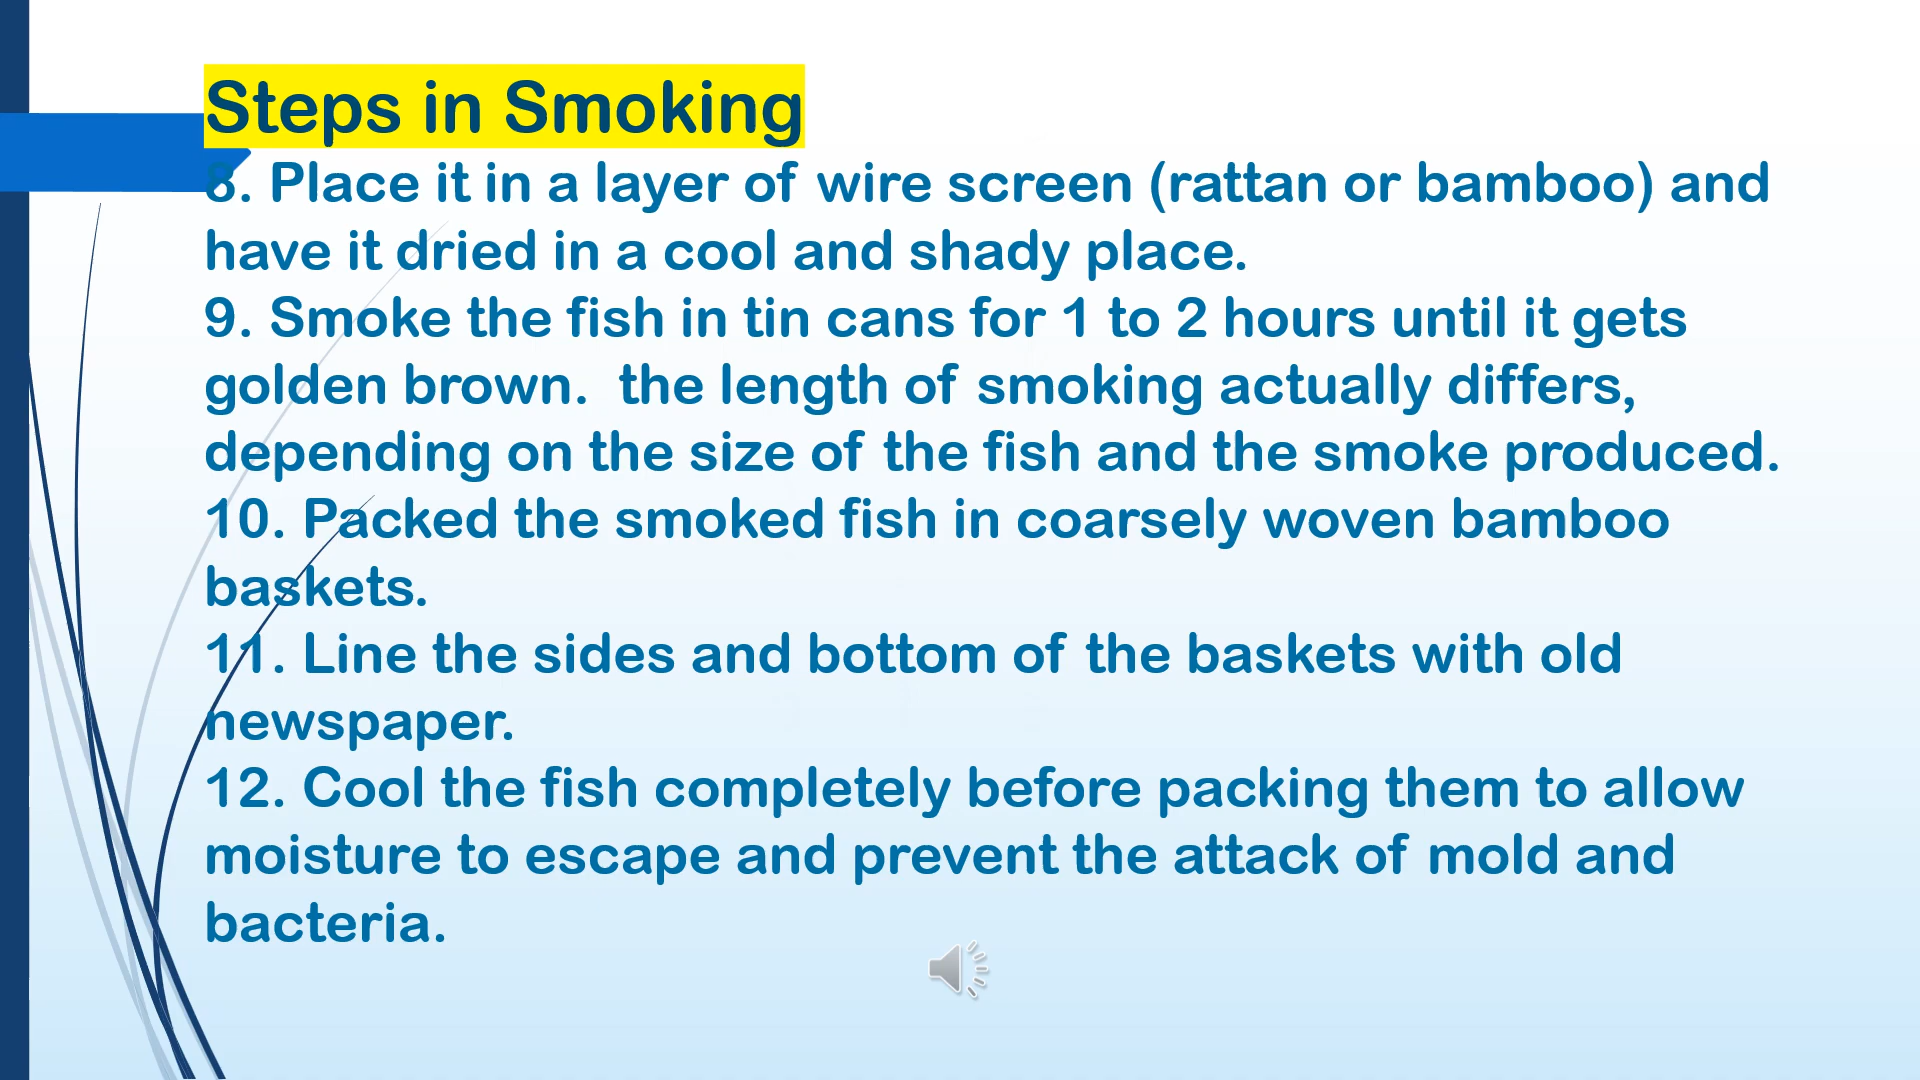 Steps in Smoking
8. Place it in a layer of wire screen (rattan or bamboo) and
have it dried in a cool and shady place.
9. Smoke the fish in tin cans for 1 to 2 hours until it gets
golden brown.  the length of smoking actually differs,
depending on the size of the fish and the smoke produced.
10. Packed the smoked fish in coarsely woven bamboo
baskets.
11. Line the sides and bottom of the baskets with old
newspaper.
12. Cool the fish completely before packing them to allow
moisture to escape and prevent the attack of mold and
bacteria.